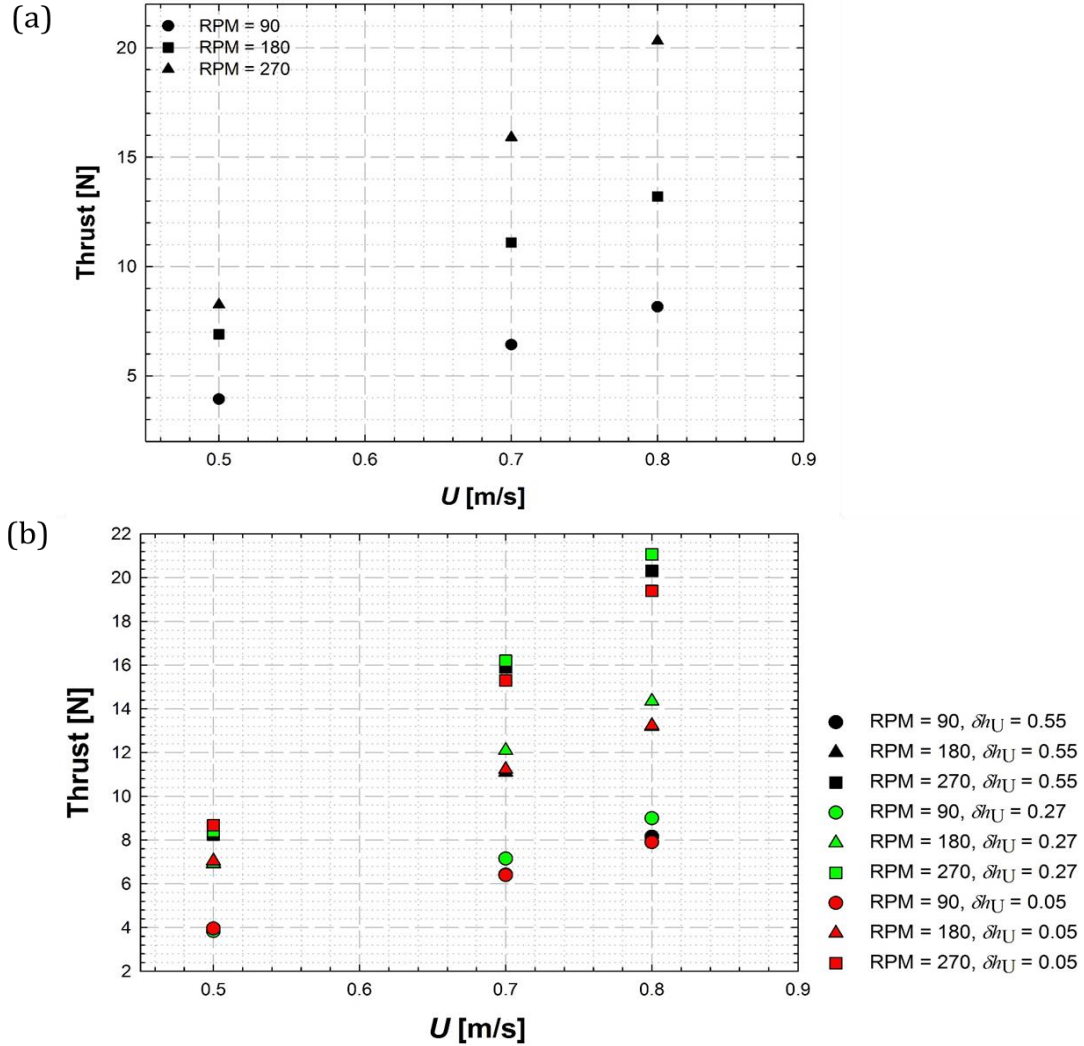 (a)
RPM = 90
RPM = 180
RPM = 270
20
15
10
5
Thrust [N]
0.5
0.6
0.7
0.8
0.9
U [m/s]
(b)
22
20
18
16
14
12
10
8
6
4
2
Thrust [N]
0.5
0.6
0.7
0.8
0.9
U [m/s]
RPM = 90, δhU = 0.55
RPM = 180, δhU = 0.55
RPM = 270, δhU = 0.55
RPM = 90, δhU = 0.27
RPM = 180, δhU = 0.27
RPM = 270, δhU = 0.27
RPM = 90, δhU = 0.05
RPM = 180, δhU = 0.05
RPM = 270, δhU = 0.05